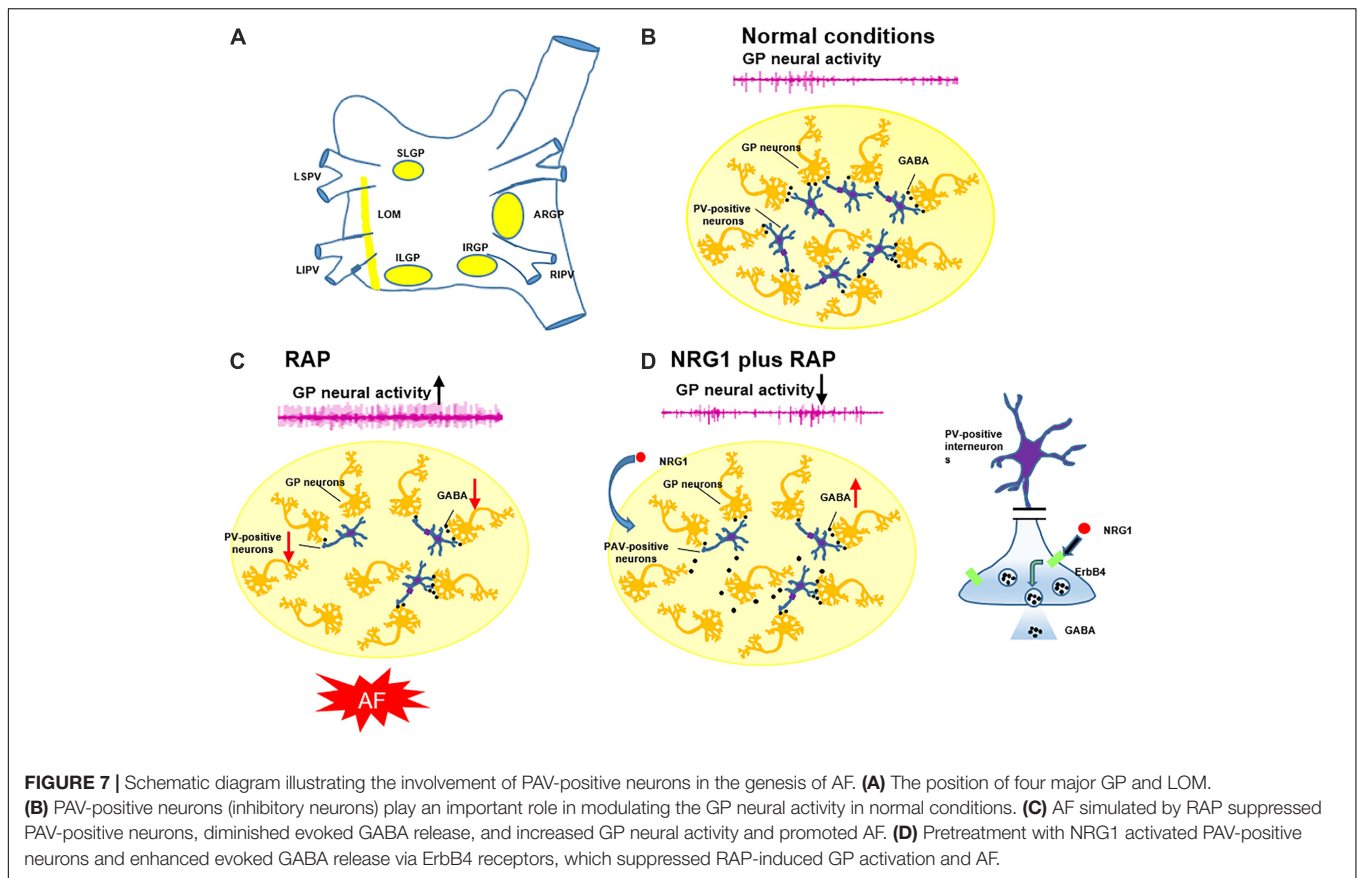 A
SLGP
LSPV
LOM
ARGP
LIPV
ILGP
IRGP
RIPV
B
Normal conditions
GP neural activity
GP neurons
GABA
PV-positive
neurons
C
RAP
GP neural activity
GP neurons
GABA
PV-positive
neurons
AF
D
NRG1 plus RAP
GP neural activity
NRG1
GP neurons
GABA
PAV-positive
neurons
PV-positive
interneuron
s
NRG1
ErbB4
GABA
FIGURE 7 | Schematic diagram illustrating the involvement of PAV-positive neurons in the genesis of AF. (A) The position of four major GP and LOM.
(B) PAV-positive neurons (inhibitory neurons) play an important role in modulating the GP neural activity in normal conditions. (C) AF simulated by RAP suppressed
PAV-positive neurons, diminished evoked GABA release, and increased GP neural activity and promoted AF. (D) Pretreatment with NRG1 activated PAV-positive
neurons and enhanced evoked GABA release via ErbB4 receptors, which suppressed RAP-induced GP activation and AF.